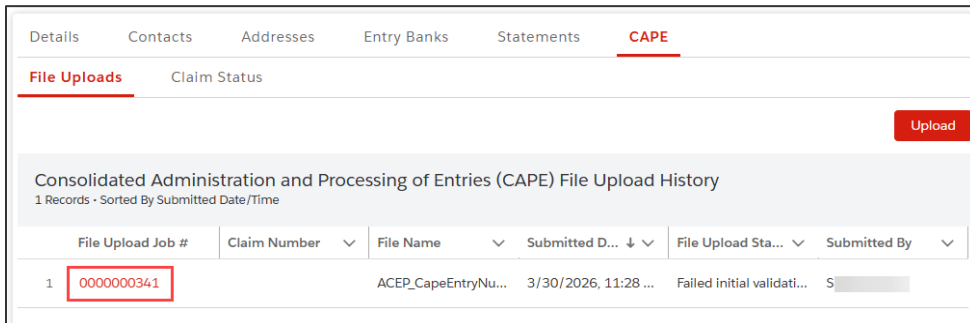 Details Contacts Addresses Entry Banks Statements CAPE
File Uploads Claim Status
Upload
Consolidated Administration and Processing of Entries (CAPE) File Upload History
1 Records • Sorted By Submitted Date/Time
File Upload Job # Claim Number File Name Submitted D... File Upload Sta... Submitted By
1 0000000341 ACEP_CapeEntryNu... 3/30/2026, 11:28 ... Failed initial validati... S